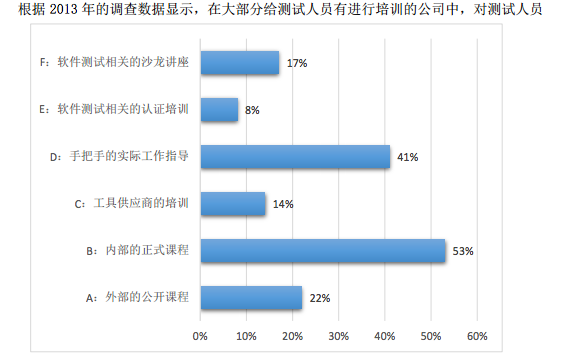 根据 2013 年的调查数据显示，在大部分给测试人员有进行培训的公司中，对测试人员
F：软件测试相关的沙龙讲座 17%
E：软件测试相关的认证培训 8%
D：手把手的实际工作指导 41%
C：工具供应商的培训 14%
B：内部的正式课程 53%
A：外部的公开课程 22%
0% 10% 20% 30% 40% 50% 60%